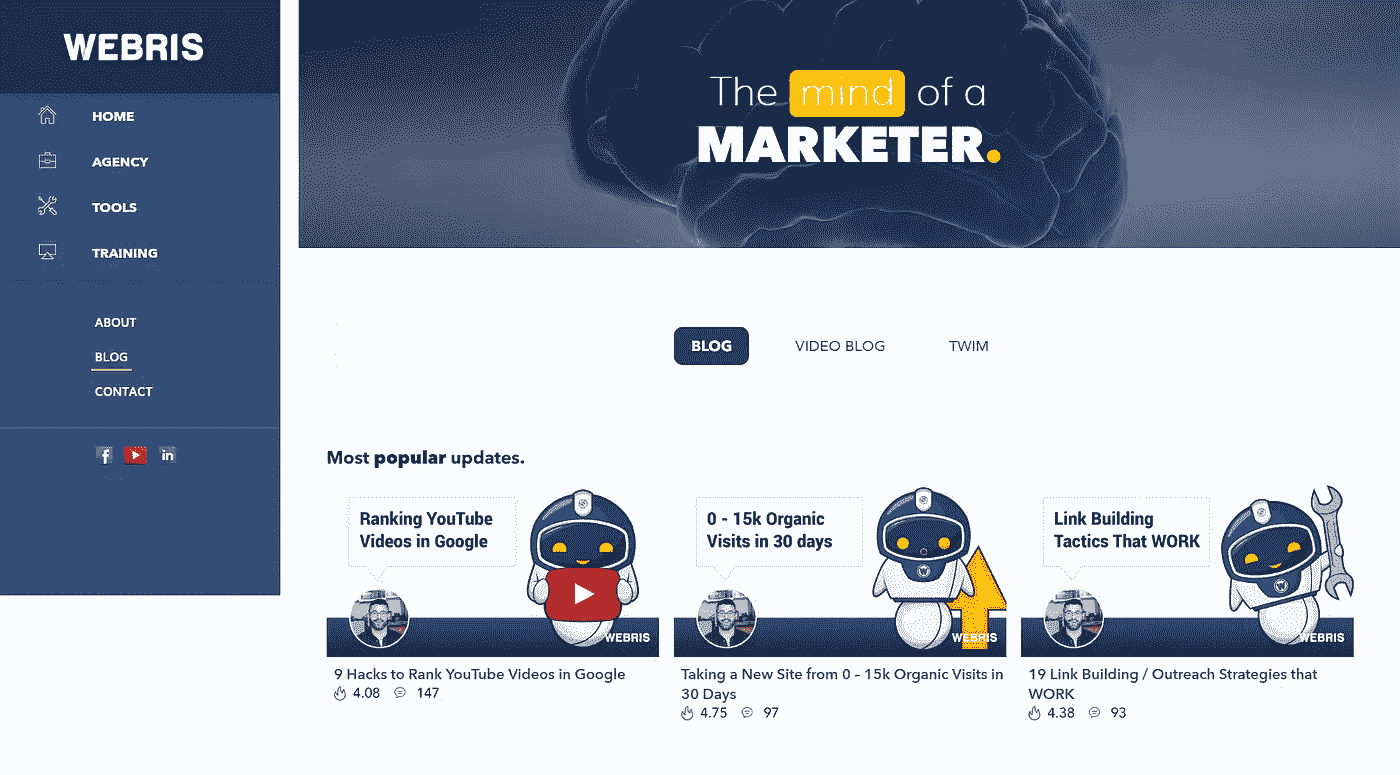 WEBRIS
HOME
AGENCY
TOOLS
TRAINING
ABOUT
BLOG
CONTACT
f
in
The mind of a
MARKETER.
BLOG VIDEO BLOG TWIM
Most popular updates.
Ranking YouTube
Videos in Google
WEBRIS
9 Hacks to Rank YouTube Videos in Google
4.08 147
0 - 15k Organic
Visits in 30 days
W
WEBRIS
Taking a New Site from 0 – 15k Organic Visits in
30 Days
4.75 97
Link Building
Tactics That WORK
W
WEBRIS
19 Link Building / Outreach Strategies that
WORK
4.38 93